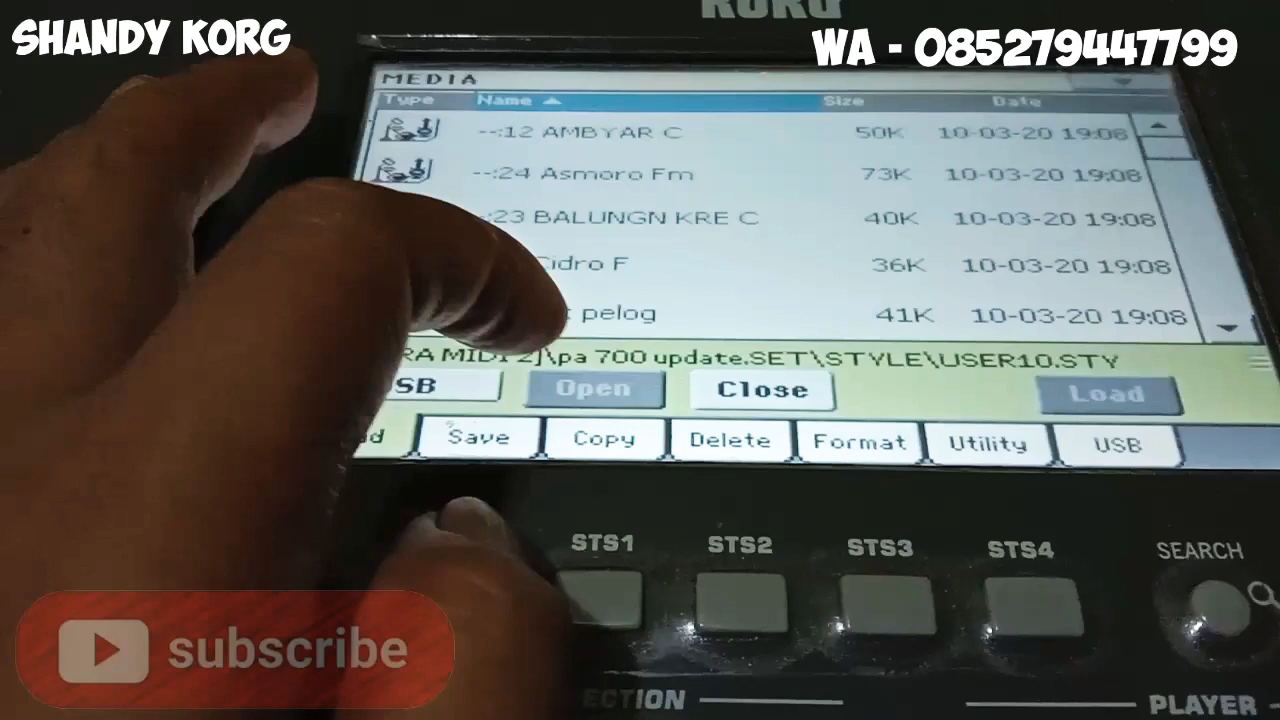 KORG
SHANDY KORG
WA - 085279447799
MEDIA
Type Name Size Date
--:12 AMBYAR C 50K 10-03-20 19:08
--:24 Asmoro Fm 73K 10-03-20 19:08
:23 BALUNGN KRE C 40K 10-03-20 19:08
Cidro F 36K 10-03-20 19:08
pelog 41K 10-03-20 19:08
RA MIDI 2]\pa 700 update.SET\STYLE\USER10.STY
SB Open Close Load
d Save Copy Delete Format Utility USB
STS1 STS2 STS3 STS4 SEARCH
subscribe
ECTION PLAYER